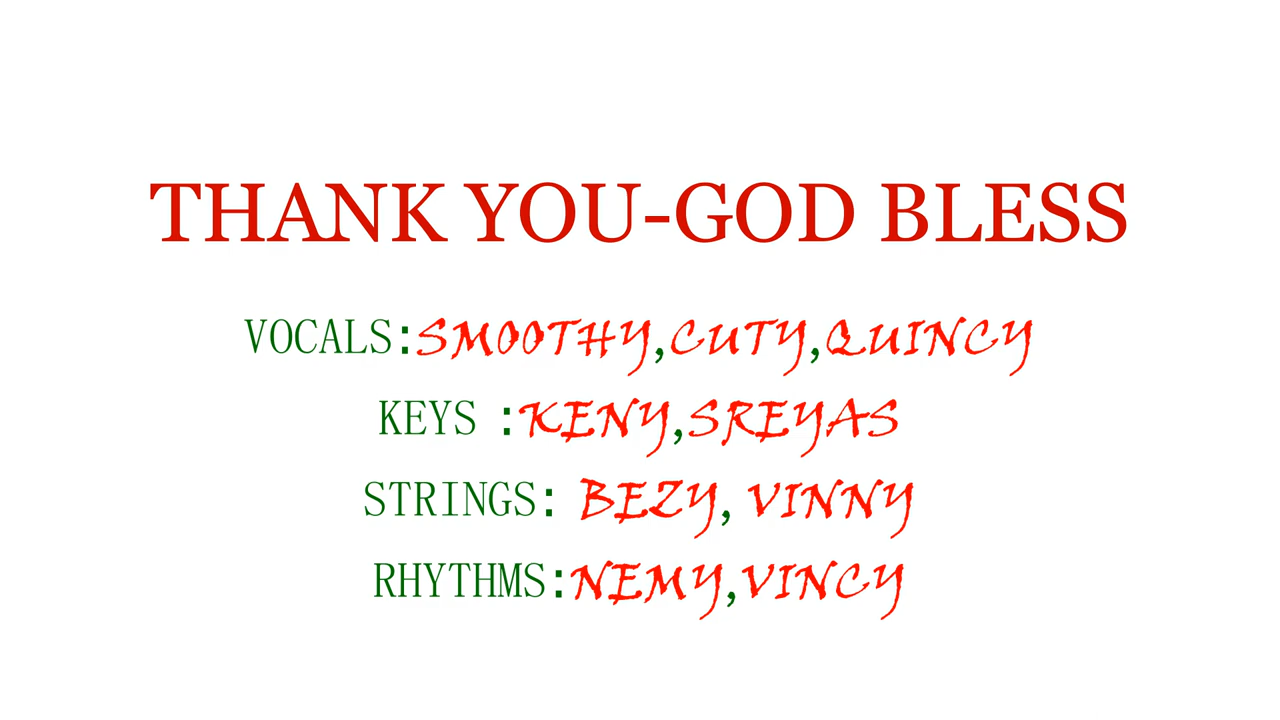 THANK YOU-GOD BLESS
VOCALS:SMOOTHY,CUTY,QUINCY
KEYS :KENY,SREYAS
STRINGS: BEZY, VINNY
RHYTHMS:NEMY,VINCY